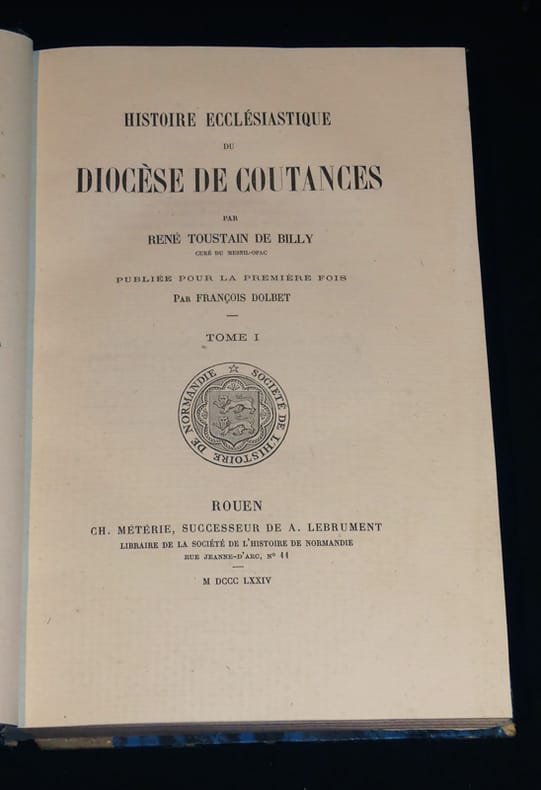 HISTOIRE ECCLÉSIASTIQUE
DU
DIOCÈSE DE COUTANCES
PAR
RENÉ TOUSTAIN DE BILLY
CURÉ DU MESNIL-OPAC
PUBLIÉE POUR LA PREMIÈRE FOIS
PAR FRANÇOIS DOLBET
TOME I
SOCIÉTÉ DE L'HISTOIRE DE NORMANDIE
ROUEN
CH. MÉTÉRIE, SUCCESSEUR DE A. LEBRUMENT
LIBRAIRE DE LA SOCIÉTÉ DE L'HISTOIRE DE NORMANDIE
RUE JEANNE-D'ARC, N° 11
M DCCC LXXIV